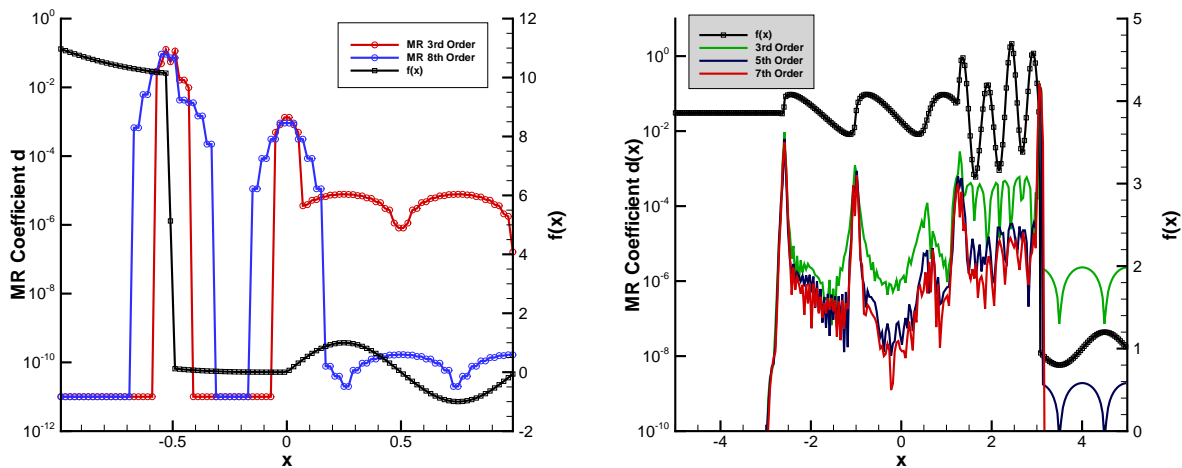 MR 3rd Order
MR 8th Order
f(x)
MR Coefficient d
10^0
10^-2
10^-4
10^-6
10^-8
10^-10
10^-12
-0.5
0
0.5
x
12
10
8
6
4
2
0
-2
f(x)
f(x)
3rd Order
5th Order
7th Order
MR Coefficient d(x)
10^0
10^-2
10^-4
10^-6
10^-8
10^-10
-4
-2
0
2
4
x
5
4
3
2
1
0
f(x)